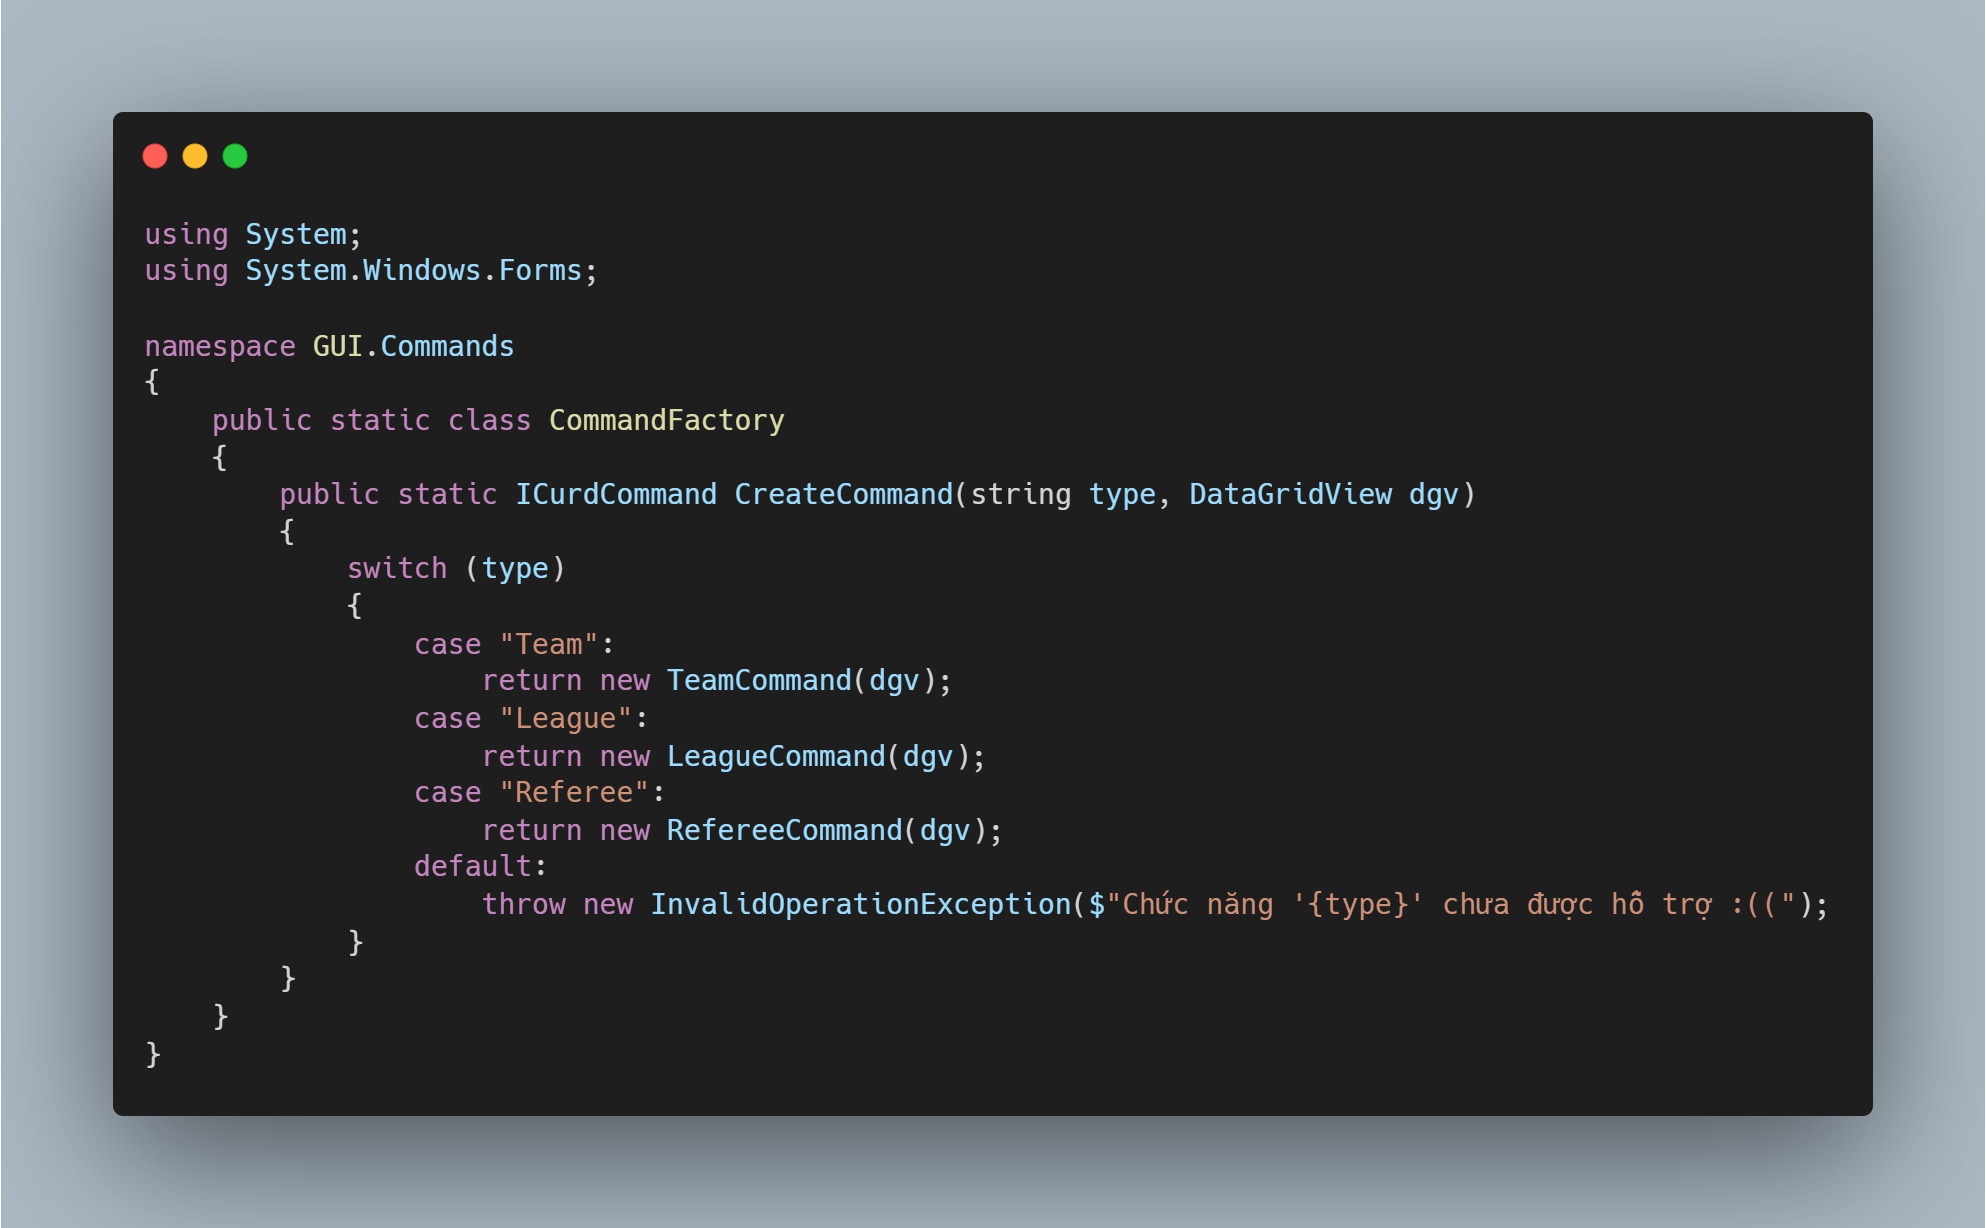 using System;
using System.Windows.Forms;
namespace GUI.Commands
{
    public static class CommandFactory
    {
        public static ICurdCommand CreateCommand(string type, DataGridView dgv)
        {
            switch (type)
            {
                case "Team":
                    return new TeamCommand(dgv);
                case "League":
                    return new LeagueCommand(dgv);
                case "Referee":
                    return new RefereeCommand(dgv);
                default:
                    throw new InvalidOperationException($"Chức năng '{type}' chưa được hỗ trợ :((");
            }
        }
    }
}